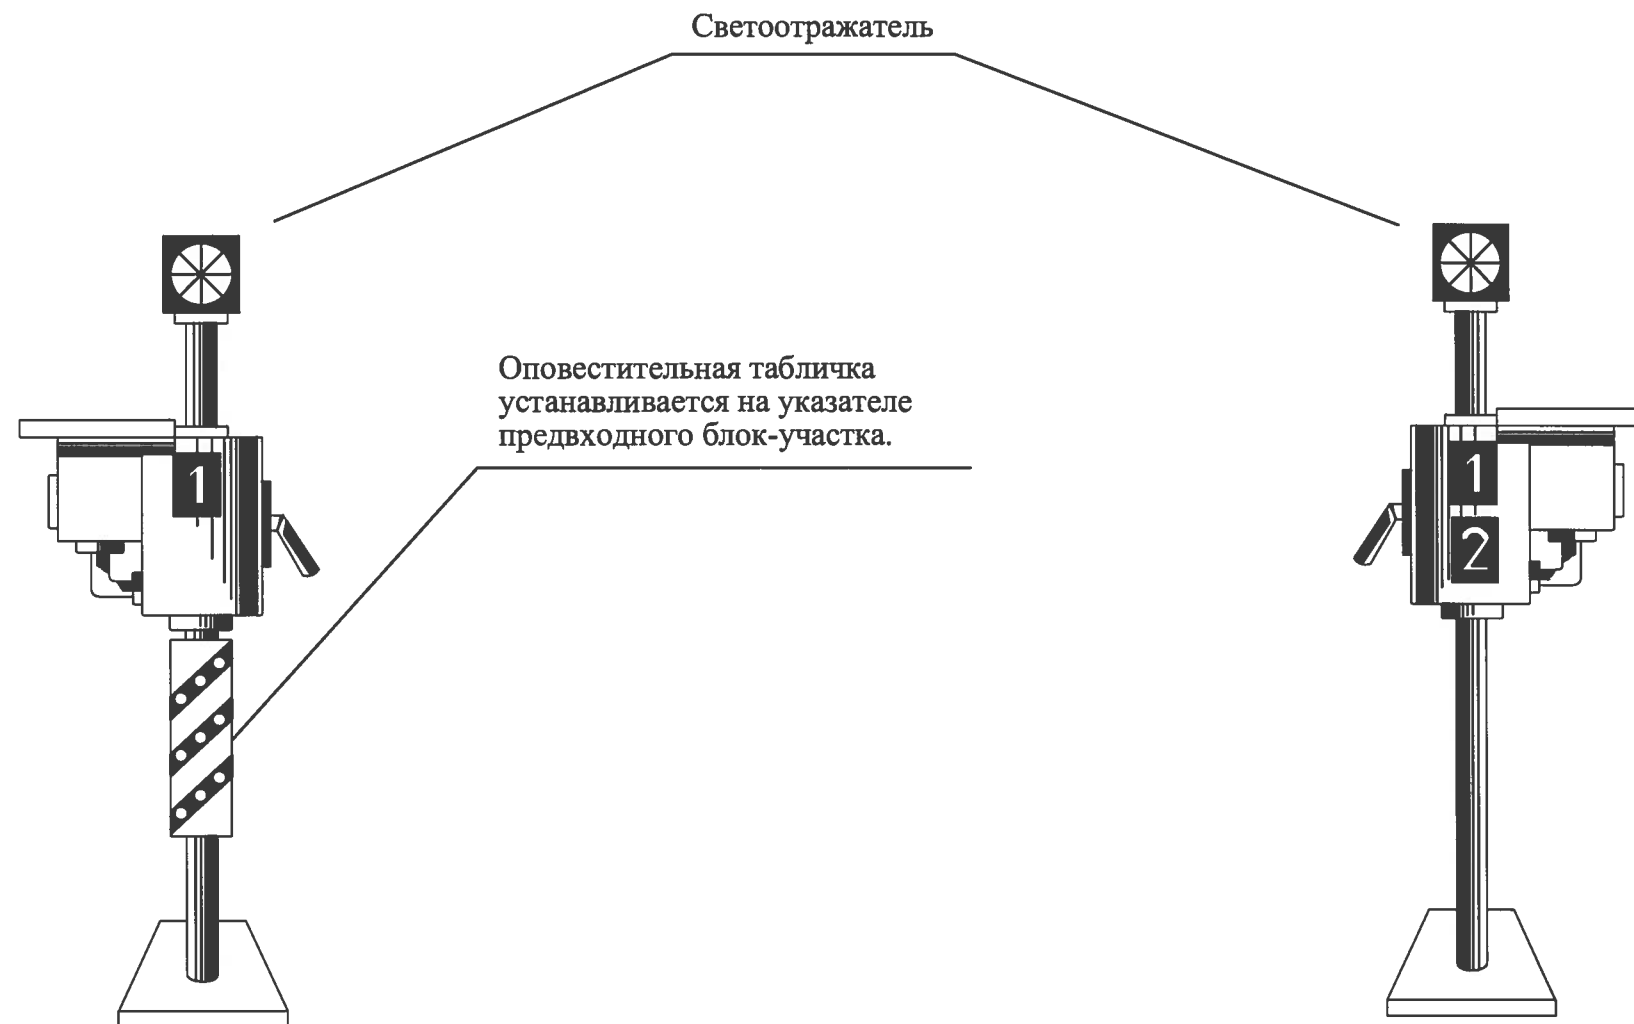 Светоотражатель
Оповестительная табличка
устанавливается на указателе
предвходного блок-участка.
1
1
2